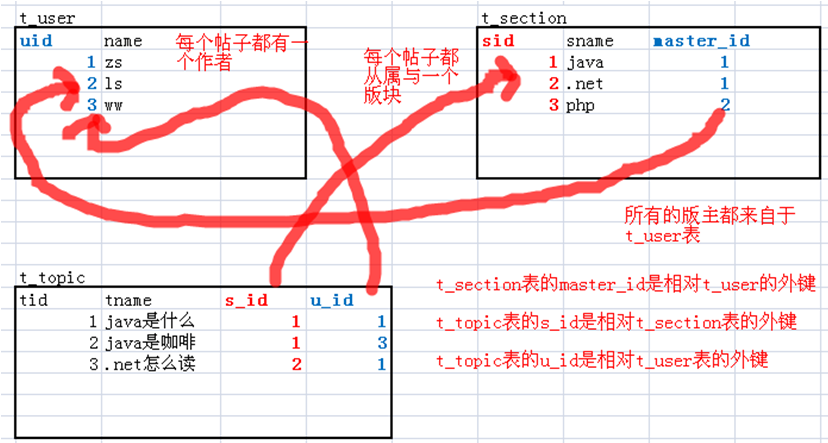 t_user
uid name
1 zs
2 ls
3 ww
每个帖子都有一
个作者
每个帖子都
从属与一个
版块
t_section
sid sname master_id
1 java 1
2 .net 1
3 php 2
所有的版主都来自于
t_user表
t_topic
tid tname s_id u_id
1 java是什么 1 1
2 java是咖啡 1 3
3 .net怎么读 2 1
t_section表的master_id是相对t_user的外键
t_topic表的s_id是相对t_section表的外键
t_topic表的u_id是相对t_user表的外键